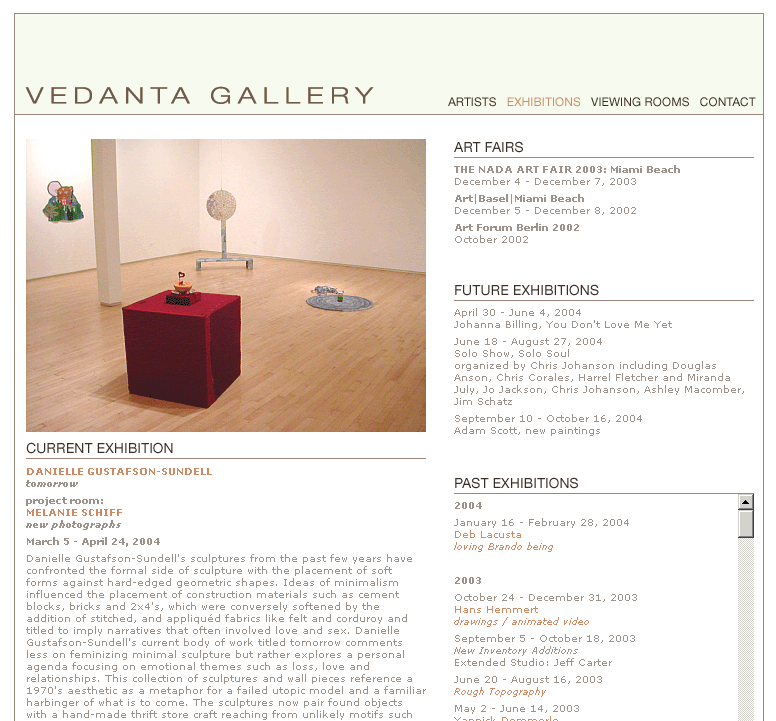 VEDANTA GALLERY
ARTISTS EXHIBITIONS VIEWING ROOMS CONTACT
CURRENT EXHIBITION
DANIELLE GUSTAFSON-SUNDELL
tomorrow
project room:
MELANIE SCHIFF
new photographs
March 5 - April 24, 2004
Danielle Gustafson-Sundell's sculptures from the past few years have
confronted the formal side of sculpture with the placement of soft
forms against hard-edged geometric shapes. Ideas of minimalism
influenced the placement of construction materials such as cement
blocks, bricks and 2x4's, which were conversely softened by the
addition of stitched, and appliquéd fabrics like felt and corduroy and
titled to imply narratives that often involved love and sex. Danielle
Gustafson-Sundell's current body of work titled tomorrow comments
less on feminizing minimal sculpture but rather explores a personal
agenda focusing on emotional themes such as loss, love and
relationships. This collection of sculptures and wall pieces reference a
1970's aesthetic as a metaphor for a failed utopic model and a familiar
harbinger of what is to come. The sculptures now pair found objects
with a hand-made thrift store craft reaching from unlikely motifs such
ART FAIRS
THE NADA ART FAIR 2003: Miami Beach
December 4 - December 7, 2003
Art|Basel|Miami Beach
December 5 - December 8, 2002
Art Forum Berlin 2002
October 2002
FUTURE EXHIBITIONS
April 30 - June 4, 2004
Johanna Billing, You Don't Love Me Yet
June 18 - August 27, 2004
Solo Show, Solo Soul
organized by Chris Johanson including Douglas
Anson, Chris Corales, Harrel Fletcher and Miranda
July, Jo Jackson, Chris Johanson, Ashley Macomber,
Jim Schatz
September 10 - October 16, 2004
Adam Scott, new paintings
PAST EXHIBITIONS
2004
January 16 - February 28, 2004
Deb Lacusta
loving Brando being
2003
October 24 - December 31, 2003
Hans Hemmert
drawings / animated video
September 5 - October 18, 2003
New Inventory Additions
Extended Studio: Jeff Carter
June 20 - August 16, 2003
Rough Topography
May 2 - June 14, 2003